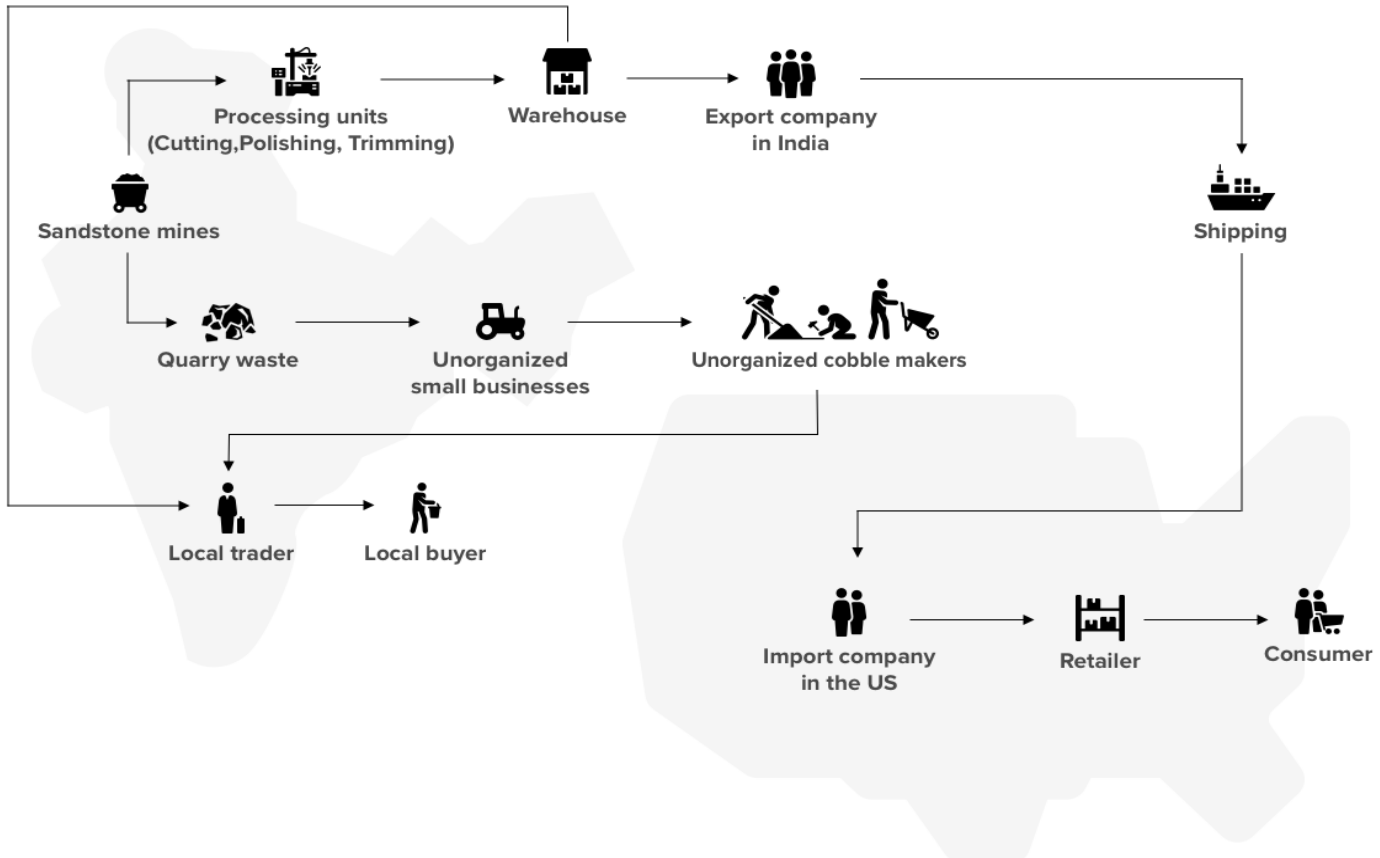 Processing units
(Cutting,Polishing, Trimming)
Warehouse
Export company
in India
Sandstone mines
Shipping
Quarry waste
Unorganized
small businesses
Unorganized cobble makers
Local trader
Local buyer
Import company
in the US
Retailer
Consumer